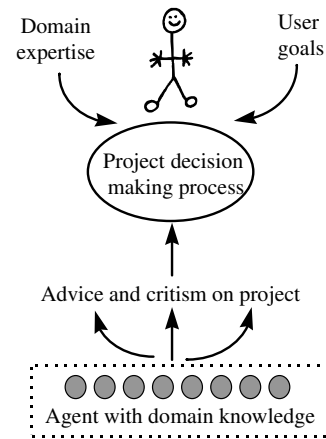 Domain
expertise
User
goals
Project decision
making process
Advice and critism on project
Agent with domain knowledge